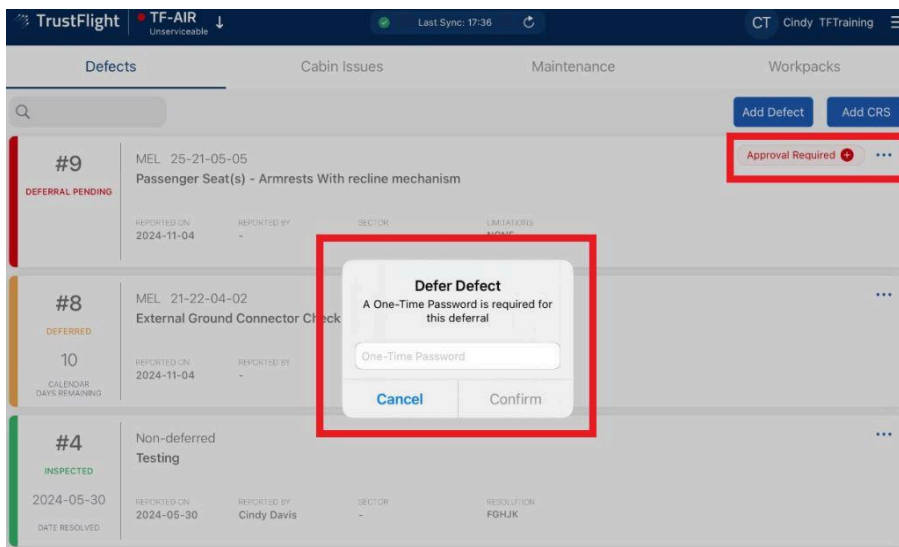 TrustFlight
TF-AIR
Unserviceable
Last Sync: 17:36
CT Cindy TFTraining
Defects
Cabin Issues
Maintenance
Workpacks
Add Defect
Add CRS
#9
DEFERRAL PENDING
MEL 25-21-05-05
Passenger Seat(s) - Armrests With recline mechanism
Approval Required
REPORTED ON
2024-11-04
REPORTED BY
-
SECTOR
LIMITATIONS
NONE
Defer Defect
A One-Time Password is required for
this deferral
One-Time Password
Cancel
Confirm
#8
DEFERRED
10
CALENDAR
DAYS REMAINING
MEL 21-22-04-02
External Ground Connector Check
REPORTED ON
2024-11-04
REPORTED BY
-
#4
INSPECTED
2024-05-30
DATE RESOLVED
Non-deferred
Testing
REPORTED ON
2024-05-30
REPORTED BY
Cindy Davis
SECTOR
-
RESOLUTION
FGHJK